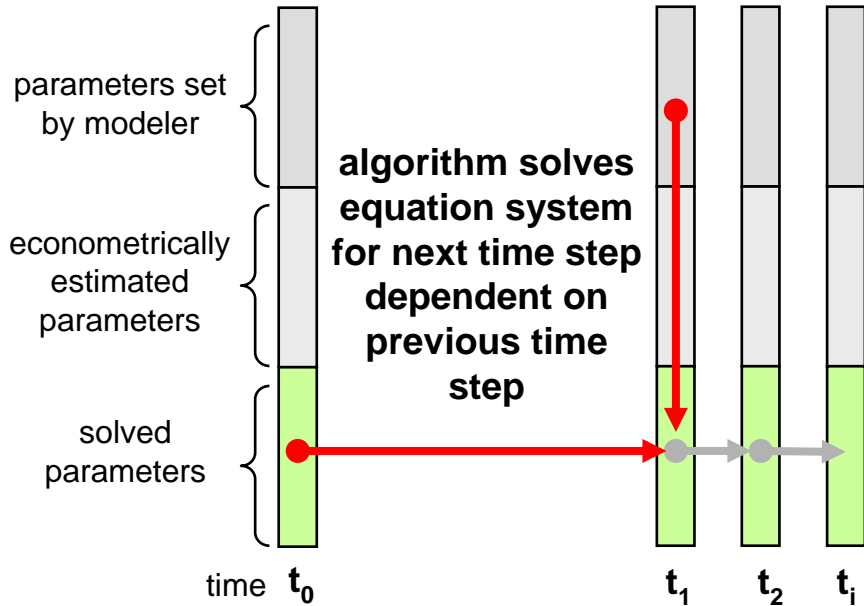 parameters set
by modeler
algorithm solves
equation system
for next time step
dependent on
previous time
step
econometrically
estimated
parameters
solved
parameters
time t₀ t₁ t₂ tᵢ